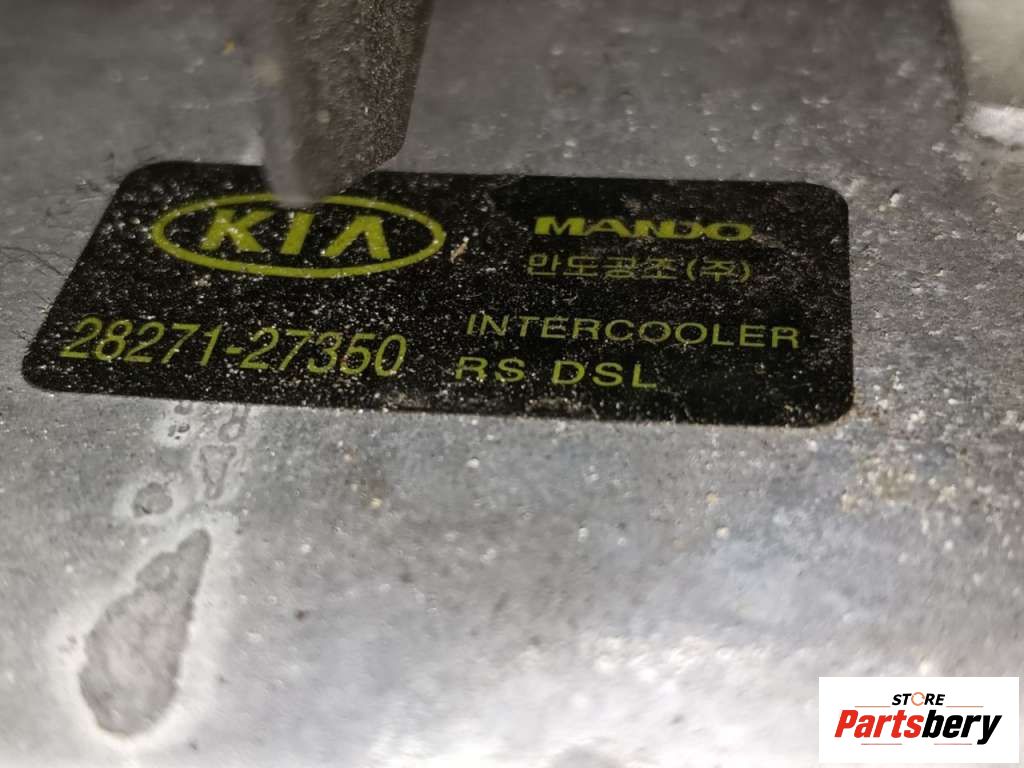 KIA
MANDO
만도공조(주)
28271-27350
INTERCOOLER
RS DSL
STORE
Partsbery